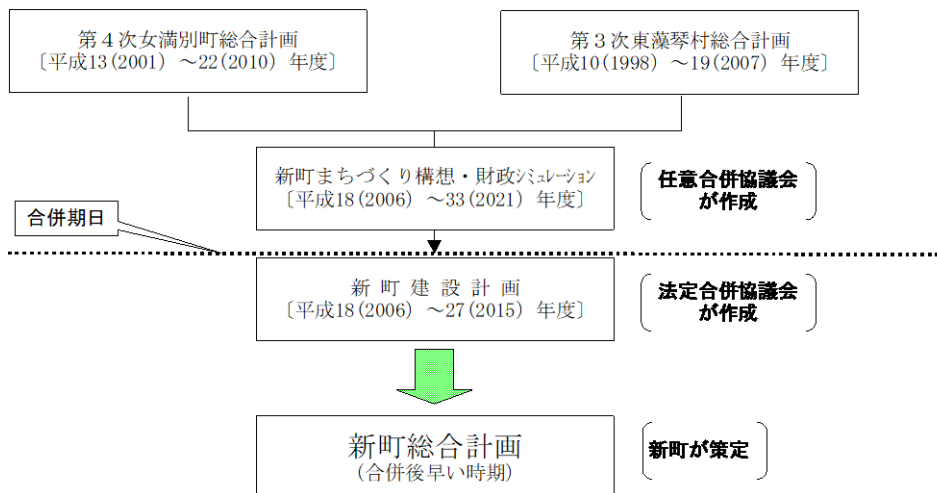 第４次女満別町総合計画
〔平成13(2001) ～22(2010) 年度〕
第３次東藻琴村総合計画
〔平成10(1998) ～19(2007) 年度〕
新町まちづくり構想・財政ｼﾐｭﾚｰｼｮﾝ
〔平成18(2006) ～33(2021) 年度〕
任意合併協議会
が作成
合併期日
新 町 建 設 計 画
〔平成18(2006) ～27(2015) 年度〕
法定合併協議会
が作成
新町総合計画
(合併後早い時期)
新町が策定